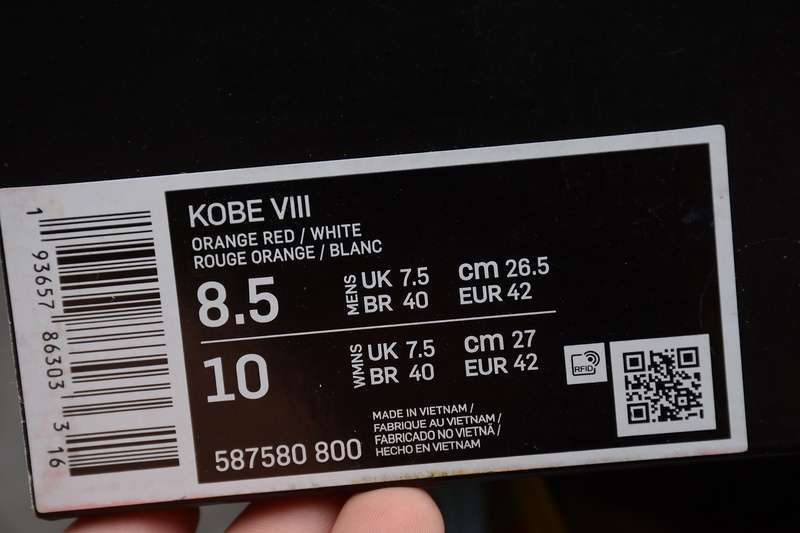 KOBE VIII
ORANGE RED / WHITE
ROUGE ORANGE / BLANC
8.5 MENS UK 7.5 cm 26.5
BR 40 EUR 42
10 WMNS UK 7.5 cm 27
BR 40 EUR 42
RFID
587580 800
MADE IN VIETNAM /
FABRIQUE AU VIETNAM /
FABRICADO NO VIETNÃ /
HECHO EN VIETNAM
1 93657 86303 3 16